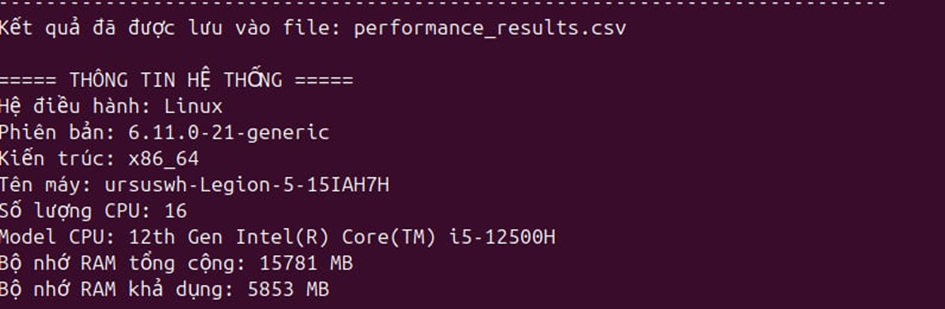 --------------------------------------------------------------------------
Kết quả đã được lưu vào file: performance_results.csv
===== THÔNG TIN HỆ THỐNG =====
Hệ điều hành: Linux
Phiên bản: 6.11.0-21-generic
Kiến trúc: x86_64
Tên máy: ursuswh-Legion-5-15IAH7H
Số lượng CPU: 16
Model CPU: 12th Gen Intel(R) Core(TM) i5-12500H
Bộ nhớ RAM tổng cộng: 15781 MB
Bộ nhớ RAM khả dụng: 5853 MB